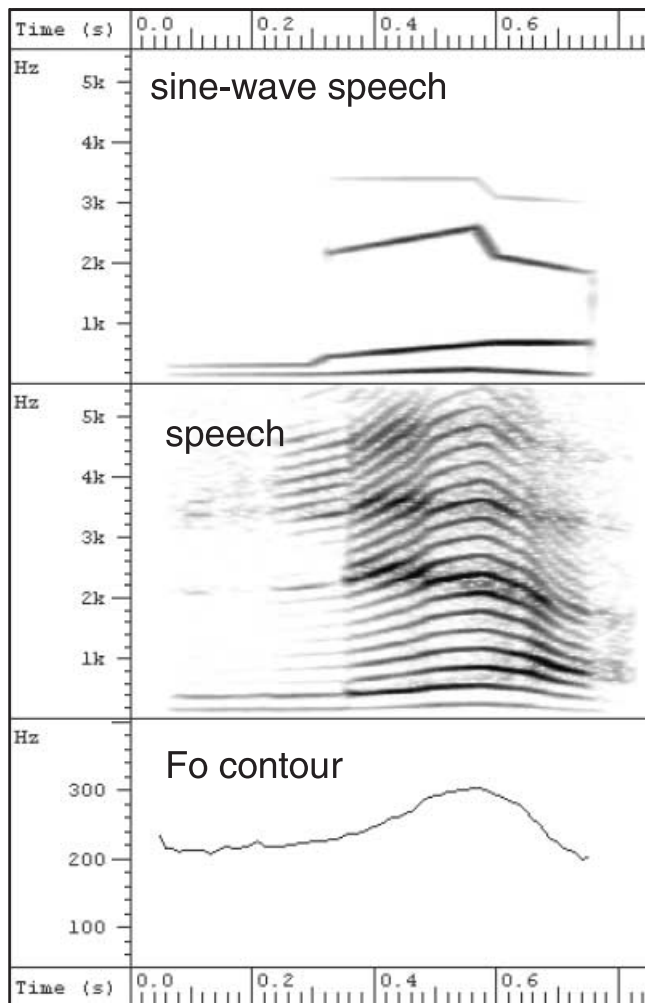 Time (s) 0.0 0.2 0.4 0.6
Hz
sine-wave speech
5k
4k
3k
2k
1k
Hz
speech
5k
4k
3k
2k
1k
Hz
Fo contour
300
200
100
Time (s) 0.0 0.2 0.4 0.6